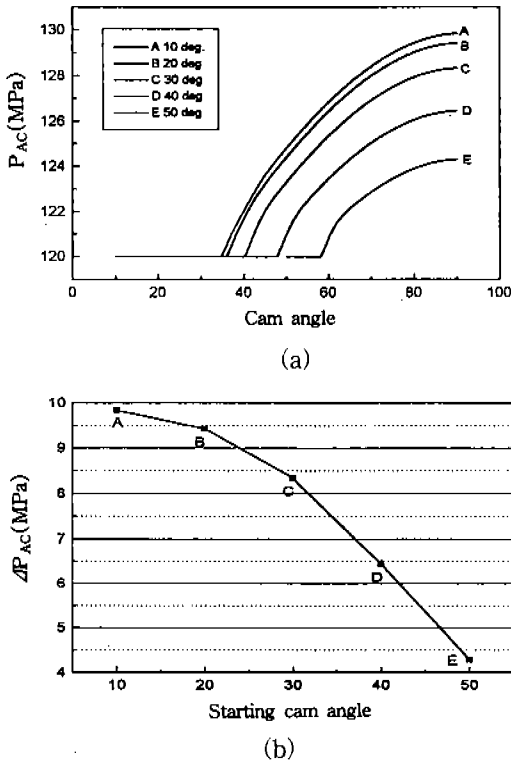 130
128
126
124
122
120
P_AC(MPa)
A 10 deg.
B 20 deg
C 30 deg
D 40 deg
E 50 deg
A
B
C
D
E
0 20 40 60 80 100
Cam angle
(a)
10
9
8
7
6
5
4
ΔP_AC(MPa)
A
B
C
D
E
10 20 30 40 50
Starting cam angle
(b)